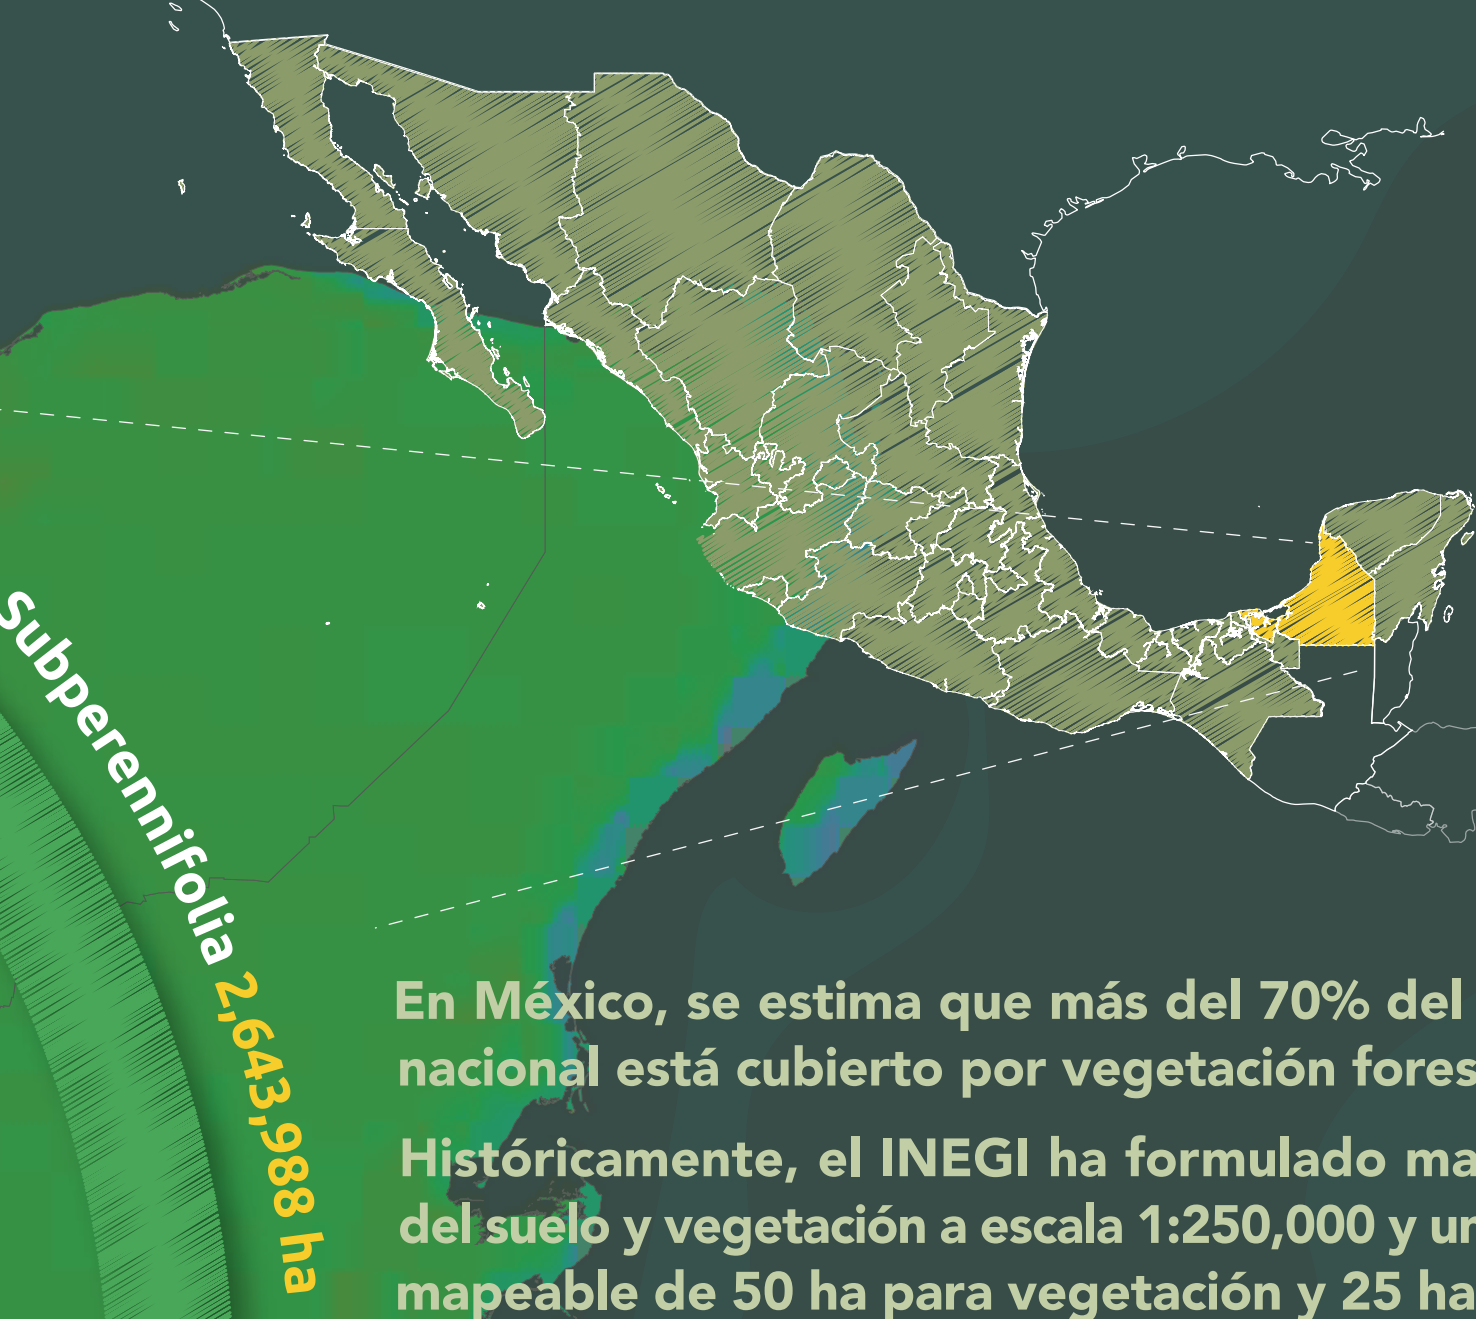 Subperennifolia 2,643,988 ha
En México, se estima que más del 70% del
nacional está cubierto por vegetación fores
Históricamente, el INEGI ha formulado ma
del suelo y vegetación a escala 1:250,000 y un
mapeable de 50 ha para vegetación y 25 ha